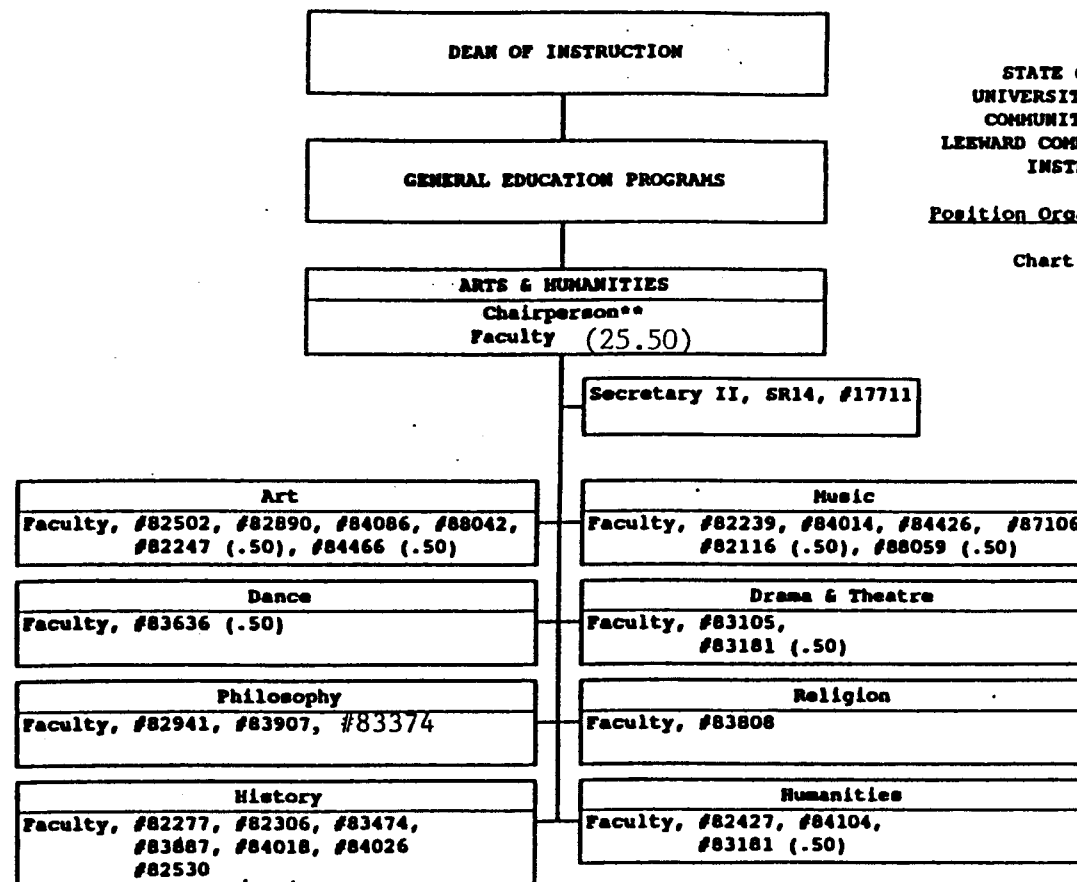 DEAN OF INSTRUCTION
STATE
UNIVERSIT
COMMUNIT
LEEWARD COM
INST
GENERAL EDUCATION PROGRAMS
Position Org
Chart
ARTS & HUMANITIES
Chairperson**
Faculty (25.50)
Secretary II, SR14, #17711
Art
Faculty, #82502, #82890, #84086, #88042,
#82247 (.50), #84466 (.50)
Music
Faculty, #82239, #84014, #84426, #87106
#82116 (.50), #88059 (.50)
Dance
Faculty, #83636 (.50)
Drama & Theatre
Faculty, #83105,
#83181 (.50)
Philosophy
Faculty, #82941, #83907, #83374
Religion
Faculty, #83808
History
Faculty, #82277, #82306, #83474,
#83887, #84018, #84026
#82530
Humanities
Faculty, #82427, #84104,
#83181 (.50)